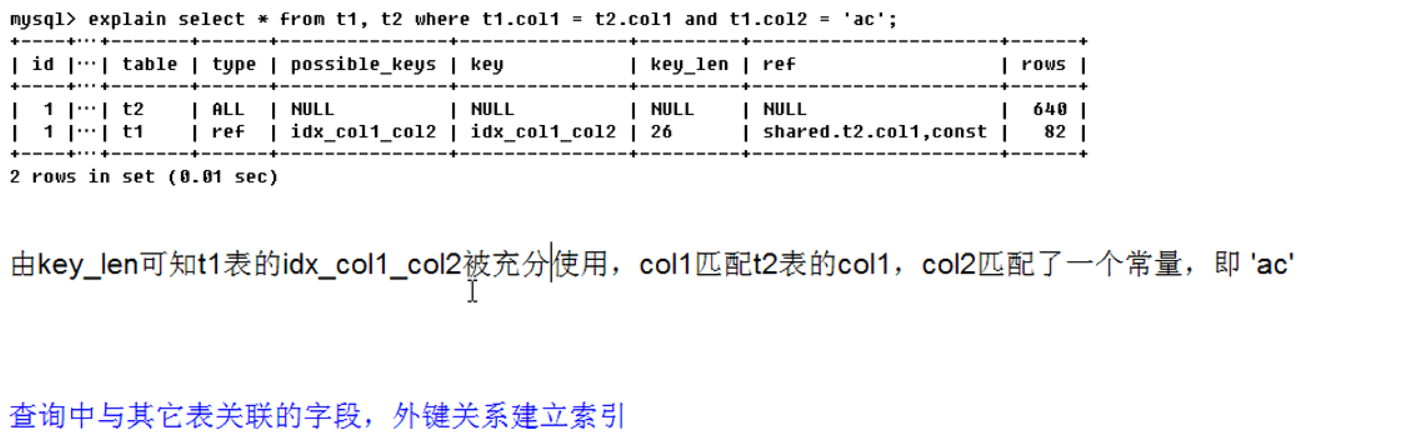 mysql> explain select * from t1, t2 where t1.col1 = t2.col1 and t1.col2 = 'ac';
+----+···+-------+------+---------------+---------------+---------+----------------------+------+
| id |···| table | type | possible_keys | key           | key_len | ref                  | rows |
+----+···+-------+------+---------------+---------------+---------+----------------------+------+
|  1 |···| t2    | ALL  | NULL          | NULL          | NULL    | NULL                 |  640 |
|  1 |···| t1    | ref  | idx_col1_col2 | idx_col1_col2 | 26      | shared.t2.col1,const |   82 |
+----+···+-------+------+---------------+---------------+---------+----------------------+------+
2 rows in set (0.01 sec)
由key_len可知t1表的idx_col1_col2被充分使用，col1匹配t2表的col1，col2匹配了一个常量，即 'ac'
查询中与其它表关联的字段，外键关系建立索引